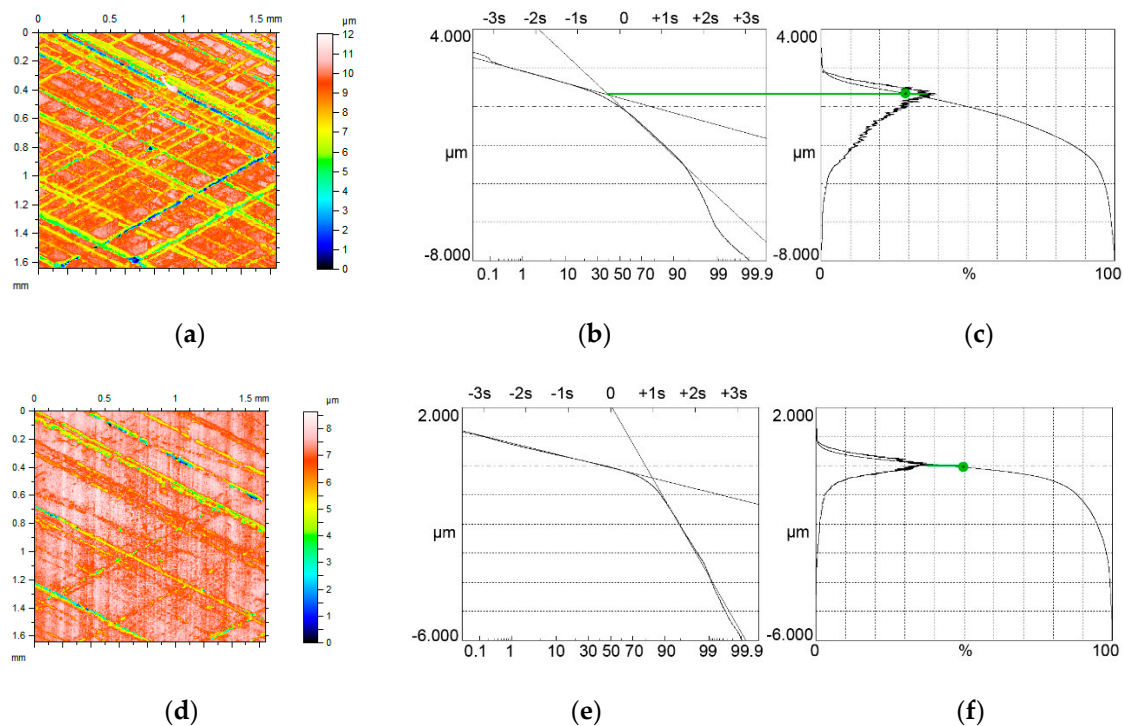 0 0.5 1 1.5 mm
0
0.2
0.4
0.6
0.8
1
1.2
1.4
1.6
mm
µm
12
11
10
9
8
7
6
5
4
3
2
1
0
-3s -2s -1s 0 +1s +2s +3s
4.000
µm
-8.000
0.1 1 10 30 50 70 90 99 99.9
4.000
µm
-8.000
0 % 100
(a) (b) (c)
0 0.5 1 1.5 mm
0
0.2
0.4
0.6
0.8
1
1.2
1.4
1.6
mm
µm
8
7
6
5
4
3
2
1
0
-3s -2s -1s 0 +1s +2s +3s
2.000
µm
-6.000
0.1 1 10 30 50 70 90 99 99.9
2.000
µm
-6.000
0 % 100
(d) (e) (f)